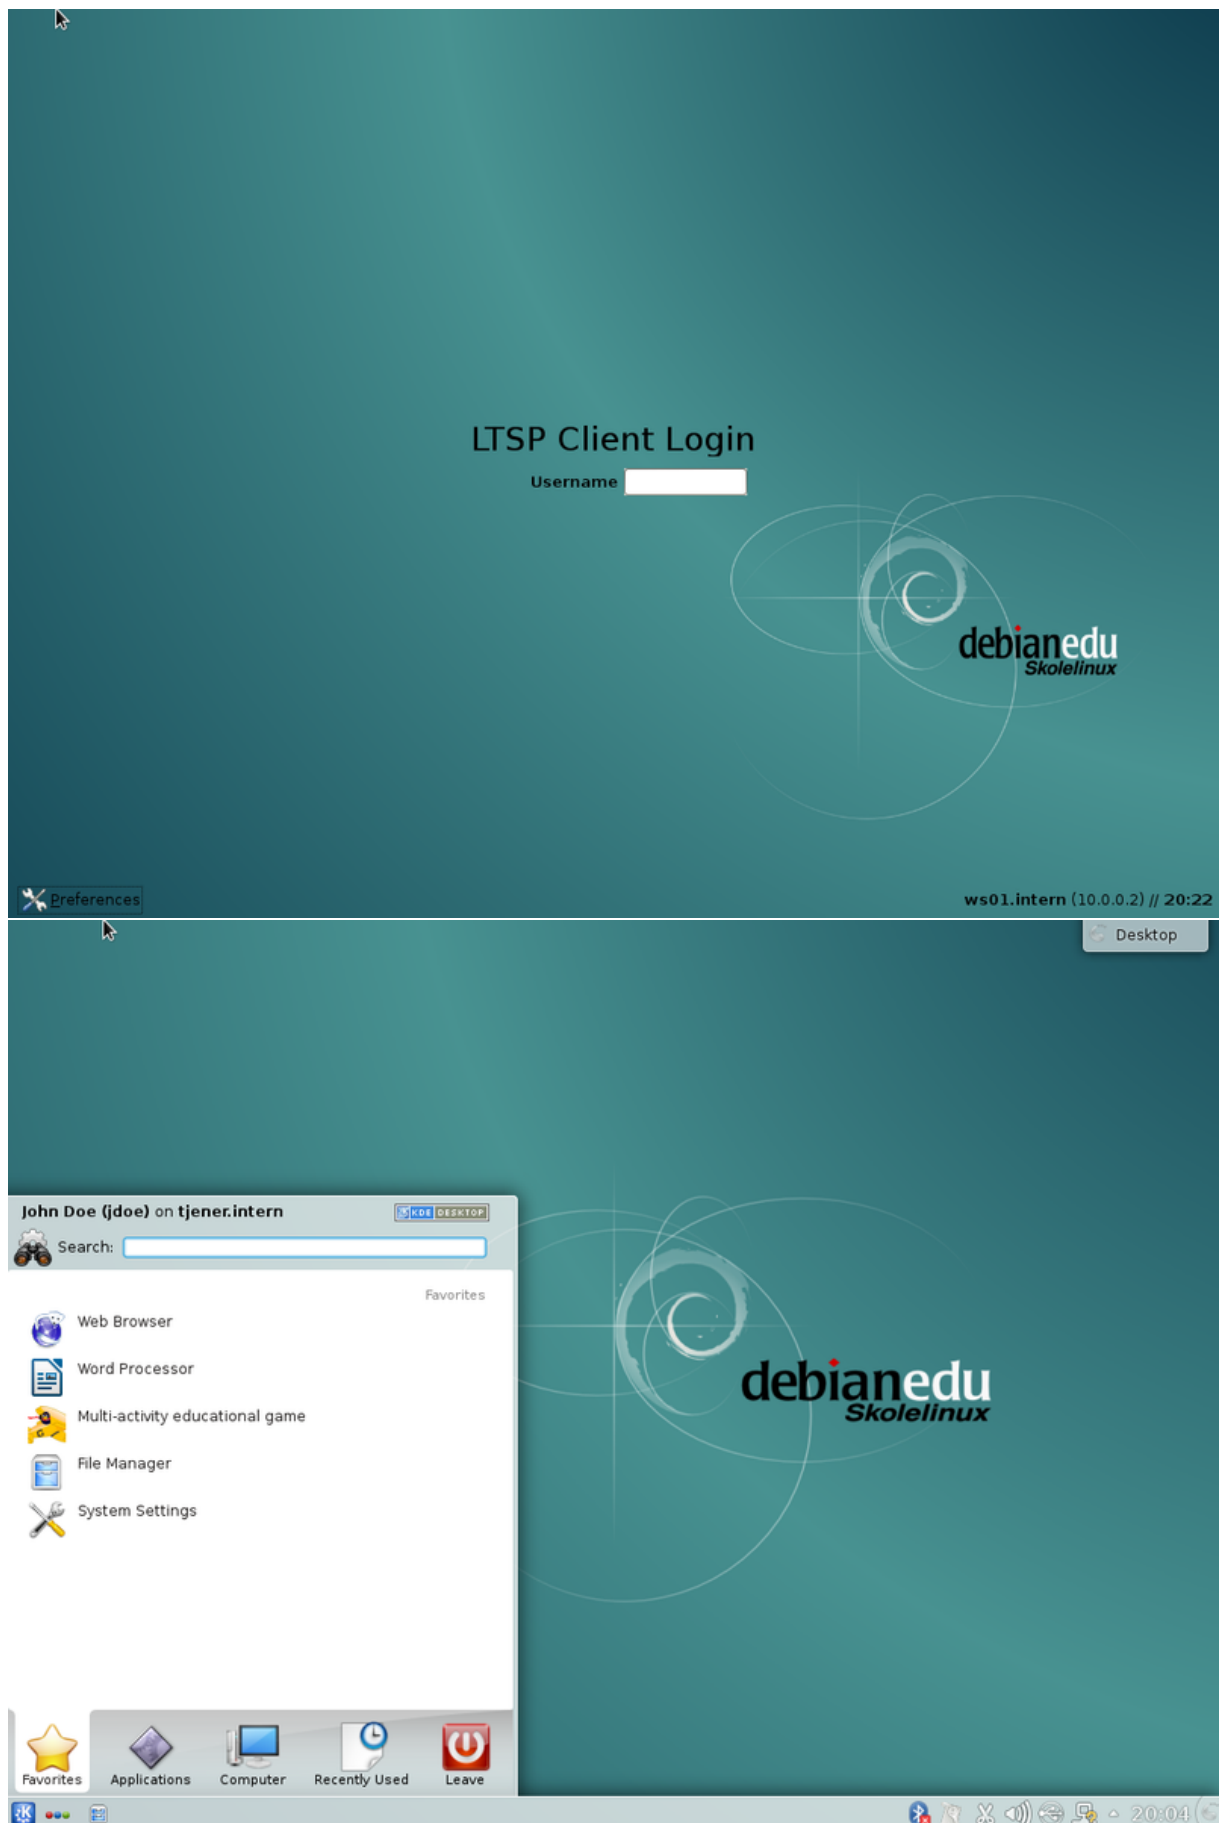 LTSP Client Login
Username
debianedu
Skolelinux
Preferences
ws01.intern (10.0.0.2) // 20:22
Desktop
John Doe (jdoe) on tjener.intern
KDE DESKTOP
Search:
Favorites
Web Browser
Word Processor
Multi-activity educational game
File Manager
System Settings
debianedu
Skolelinux
Favorites
Applications
Computer
Recently Used
Leave
20:04